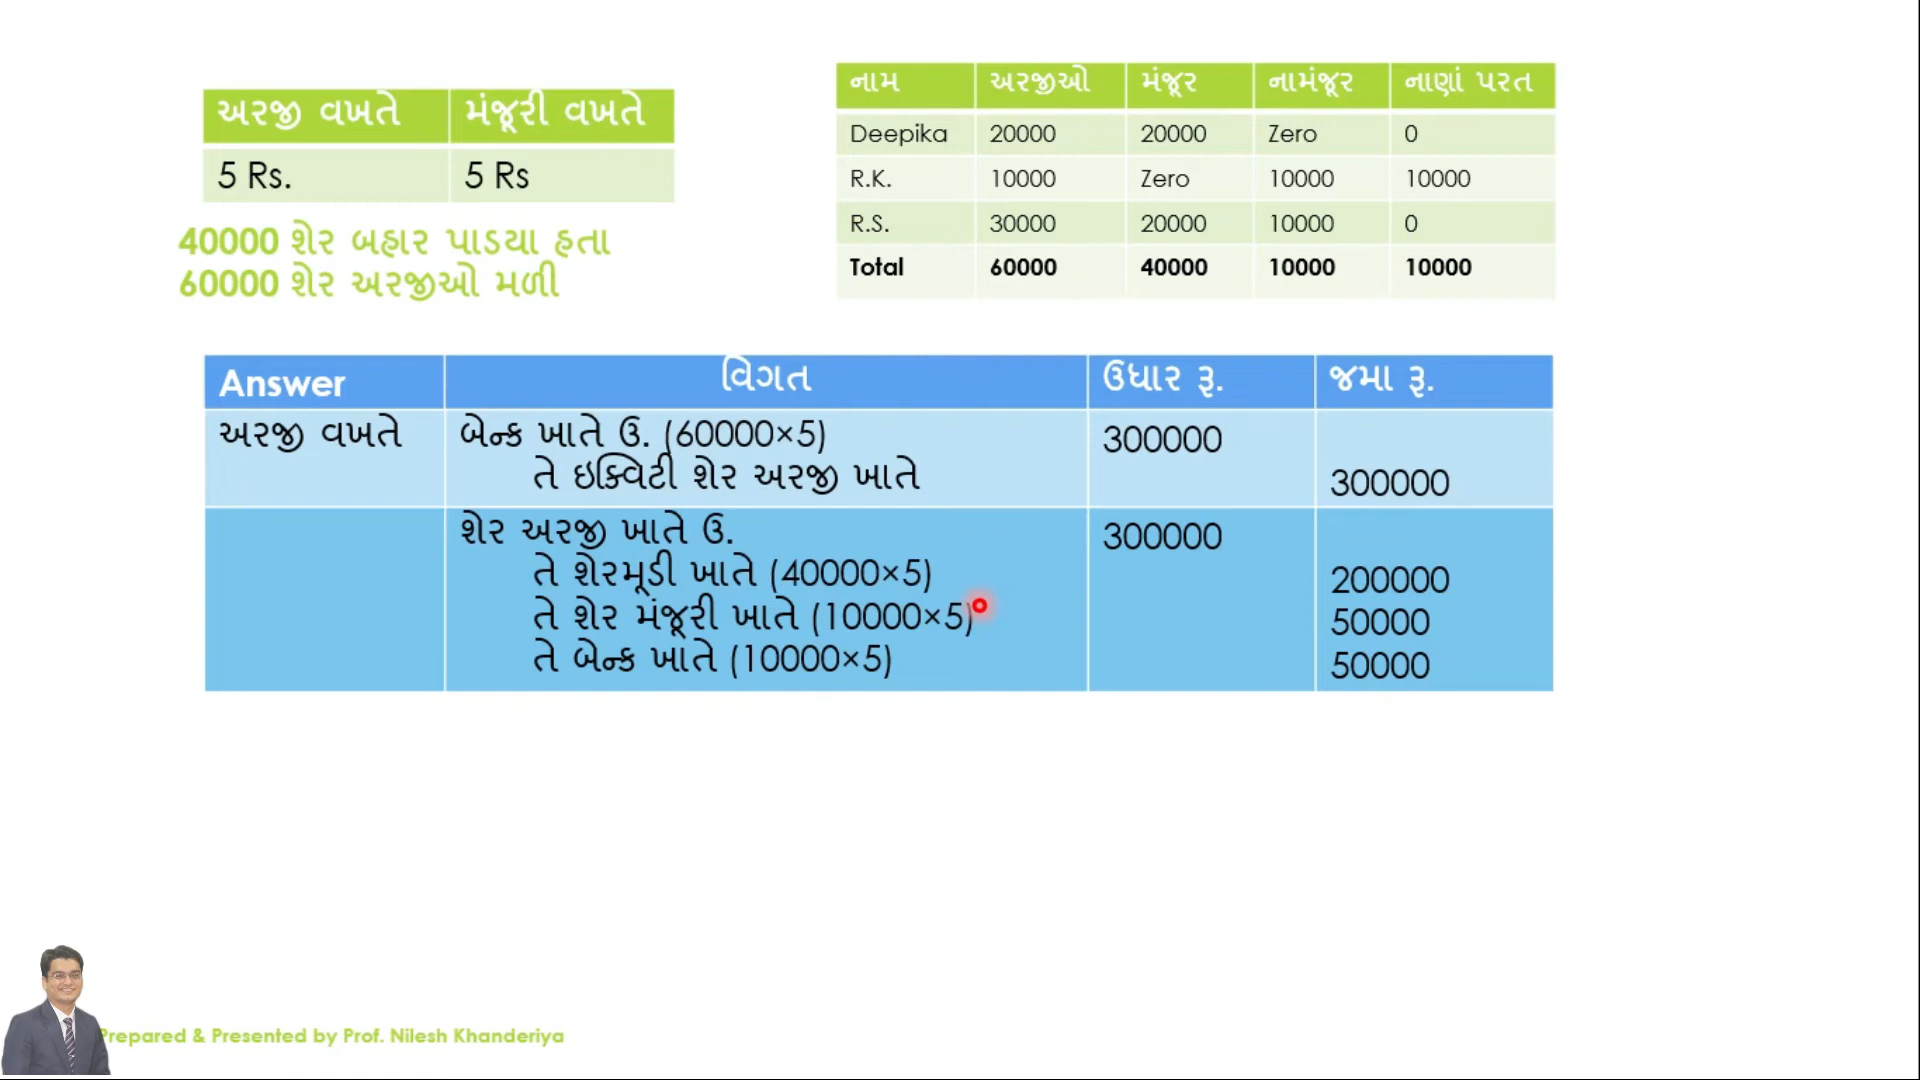 અરજી વખતે મંજૂરી વખતે
5 Rs. 5 Rs
40000 શેર બહાર પાડયા હતા
60000 શેર અરજીઓ મળી
નામ અરજીઓ મંજૂર નામંજૂર નાણાં પરત
Deepika 20000 20000 Zero 0
R.K. 10000 Zero 10000 10000
R.S. 30000 20000 10000 0
Total 60000 40000 10000 10000
Answer વિગત ઉધાર રૂ. જમા રૂ.
અરજી વખતે બેન્ક ખાતે ઉ. (60000×5) 300000
તે ઇક્વિટી શેર અરજી ખાતે 300000
શેર અરજી ખાતે ઉ. 300000
તે શેરમૂડી ખાતે (40000×5) 200000
તે શેર મંજૂરી ખાતે (10000×5) 50000
તે બેન્ક ખાતે (10000×5) 50000
Prepared & Presented by Prof. Nilesh Khanderiya